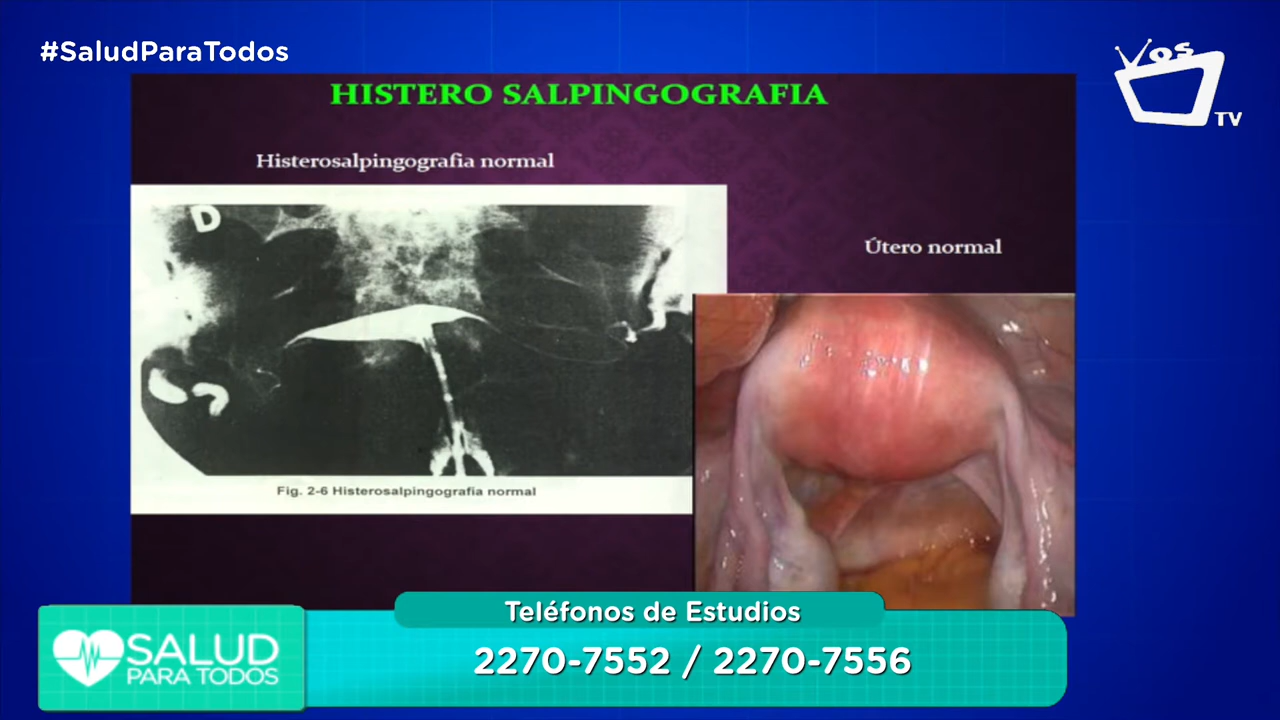 #SaludParaTodos
VOS
TV
HISTERO SALPINGOGRAFIA
Histerosalpingografia normal
Útero normal
D
Fig. 2-6 Histerosalpingografia normal
Teléfonos de Estudios
SALUD
PARA TODOS
2270-7552 / 2270-7556